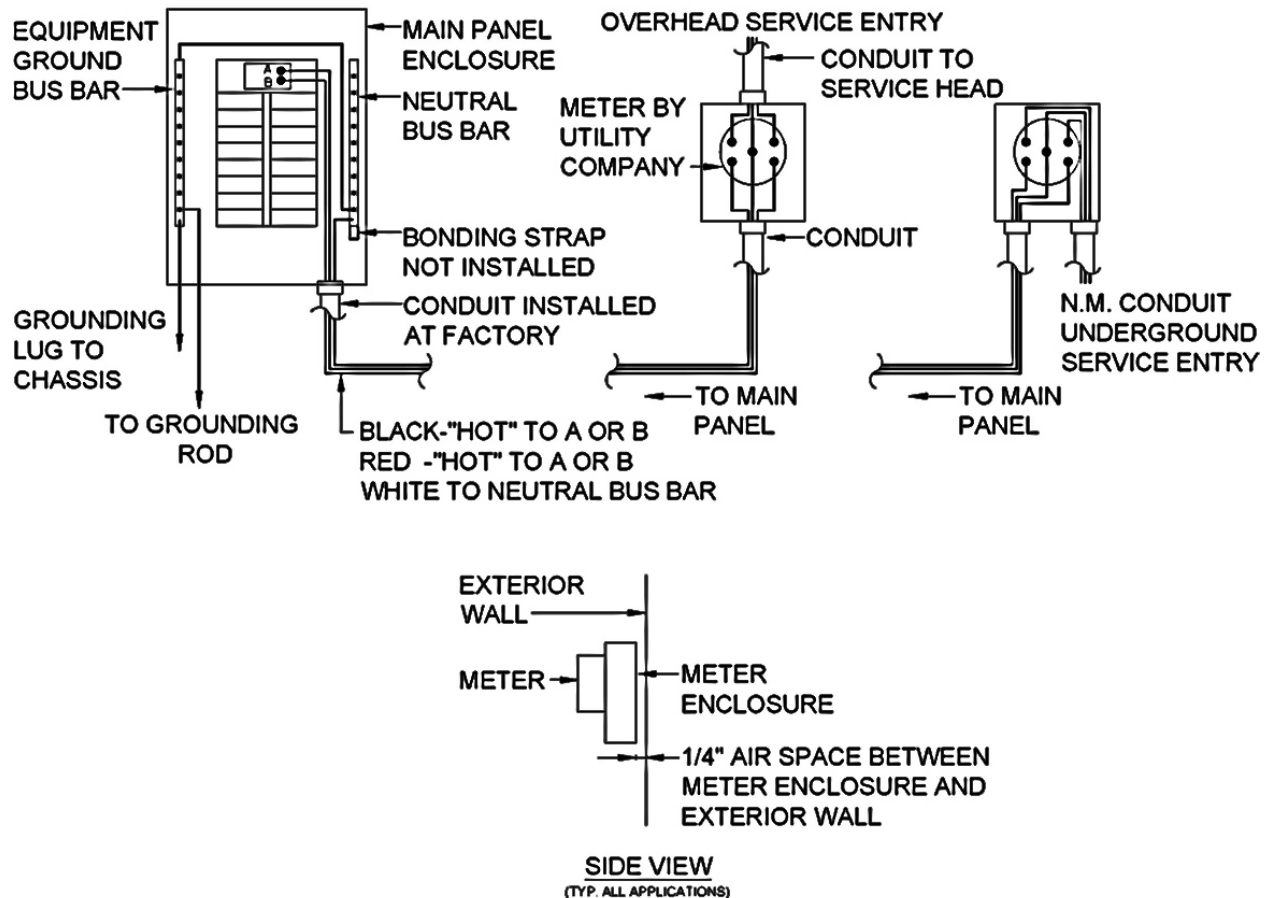 EQUIPMENT
GROUND
BUS BAR
MAIN PANEL
ENCLOSURE
A
B
NEUTRAL
BUS BAR
BONDING STRAP
NOT INSTALLED
CONDUIT INSTALLED
AT FACTORY
GROUNDING
LUG TO
CHASSIS
TO GROUNDING
ROD
BLACK-"HOT" TO A OR B
RED -"HOT" TO A OR B
WHITE TO NEUTRAL BUS BAR
OVERHEAD SERVICE ENTRY
CONDUIT TO
SERVICE HEAD
METER BY
UTILITY
COMPANY
CONDUIT
TO MAIN
PANEL
N.M. CONDUIT
UNDERGROUND
SERVICE ENTRY
TO MAIN
PANEL
EXTERIOR
WALL
METER
METER
ENCLOSURE
1/4" AIR SPACE BETWEEN
METER ENCLOSURE AND
EXTERIOR WALL
SIDE VIEW
(TYP. ALL APPLICATIONS)